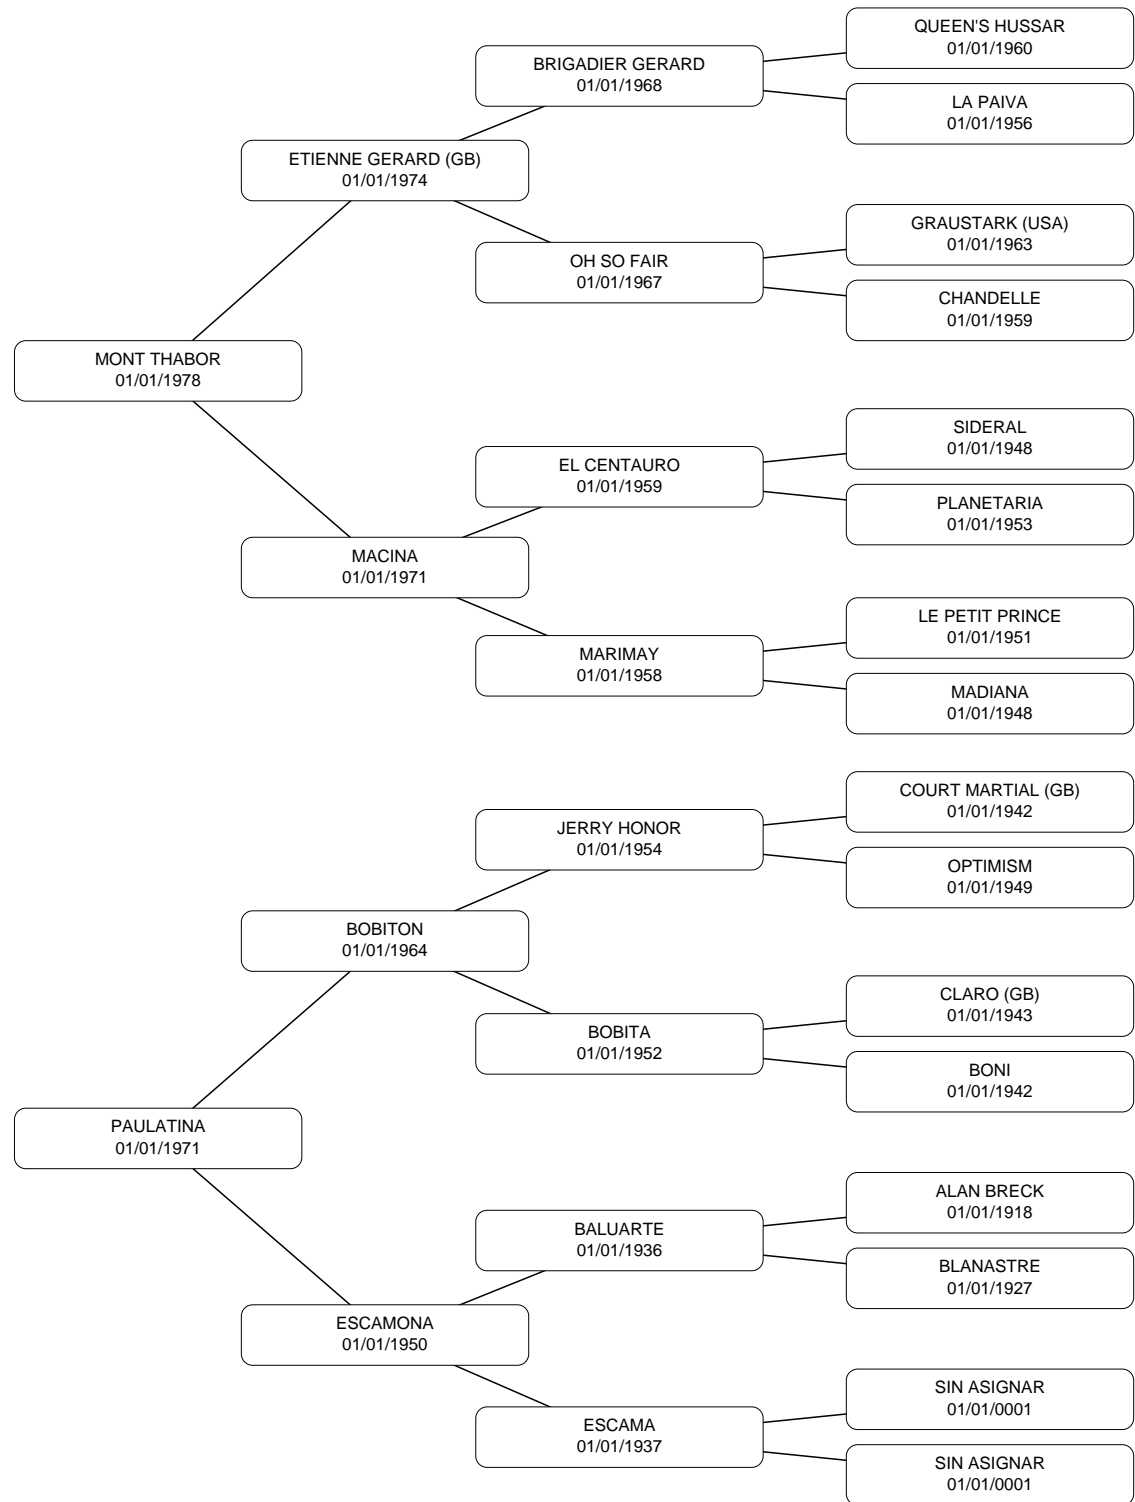 QUEEN'S HUSSAR
01/01/1960
BRIGADIER GERARD
01/01/1968
LA PAIVA
01/01/1956
ETIENNE GERARD (GB)
01/01/1974
GRAUSTARK (USA)
01/01/1963
OH SO FAIR
01/01/1967
CHANDELLE
01/01/1959
MONT THABOR
01/01/1978
SIDERAL
01/01/1948
EL CENTAURO
01/01/1959
PLANETARIA
01/01/1953
MACINA
01/01/1971
LE PETIT PRINCE
01/01/1951
MARIMAY
01/01/1958
MADIANA
01/01/1948
COURT MARTIAL (GB)
01/01/1942
JERRY HONOR
01/01/1954
OPTIMISM
01/01/1949
BOBITON
01/01/1964
CLARO (GB)
01/01/1943
BOBITA
01/01/1952
BONI
01/01/1942
PAULATINA
01/01/1971
ALAN BRECK
01/01/1918
BALUARTE
01/01/1936
BLANASTRE
01/01/1927
ESCAMONA
01/01/1950
SIN ASIGNAR
01/01/0001
ESCAMA
01/01/1937
SIN ASIGNAR
01/01/0001